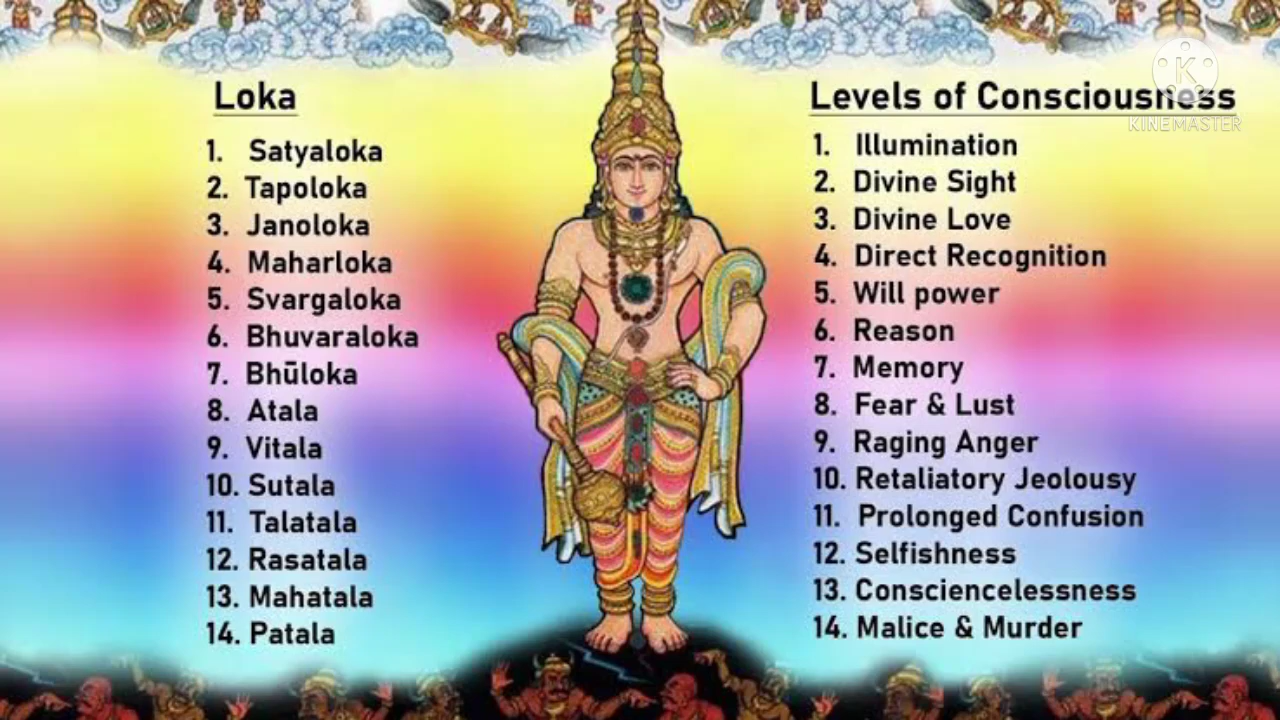 Loka
1. Satyaloka
2. Tapoloka
3. Janoloka
4. Maharloka
5. Svargaloka
6. Bhuvaraloka
7. Bhūloka
8. Atala
9. Vitala
10. Sutala
11. Talatala
12. Rasatala
13. Mahatala
14. Patala
Levels of Consciousness
1. Illumination
2. Divine Sight
3. Divine Love
4. Direct Recognition
5. Will power
6. Reason
7. Memory
8. Fear & Lust
9. Raging Anger
10. Retaliatory Jeolousy
11. Prolonged Confusion
12. Selfishness
13. Consciencelessness
14. Malice & Murder
K
KINEMASTER